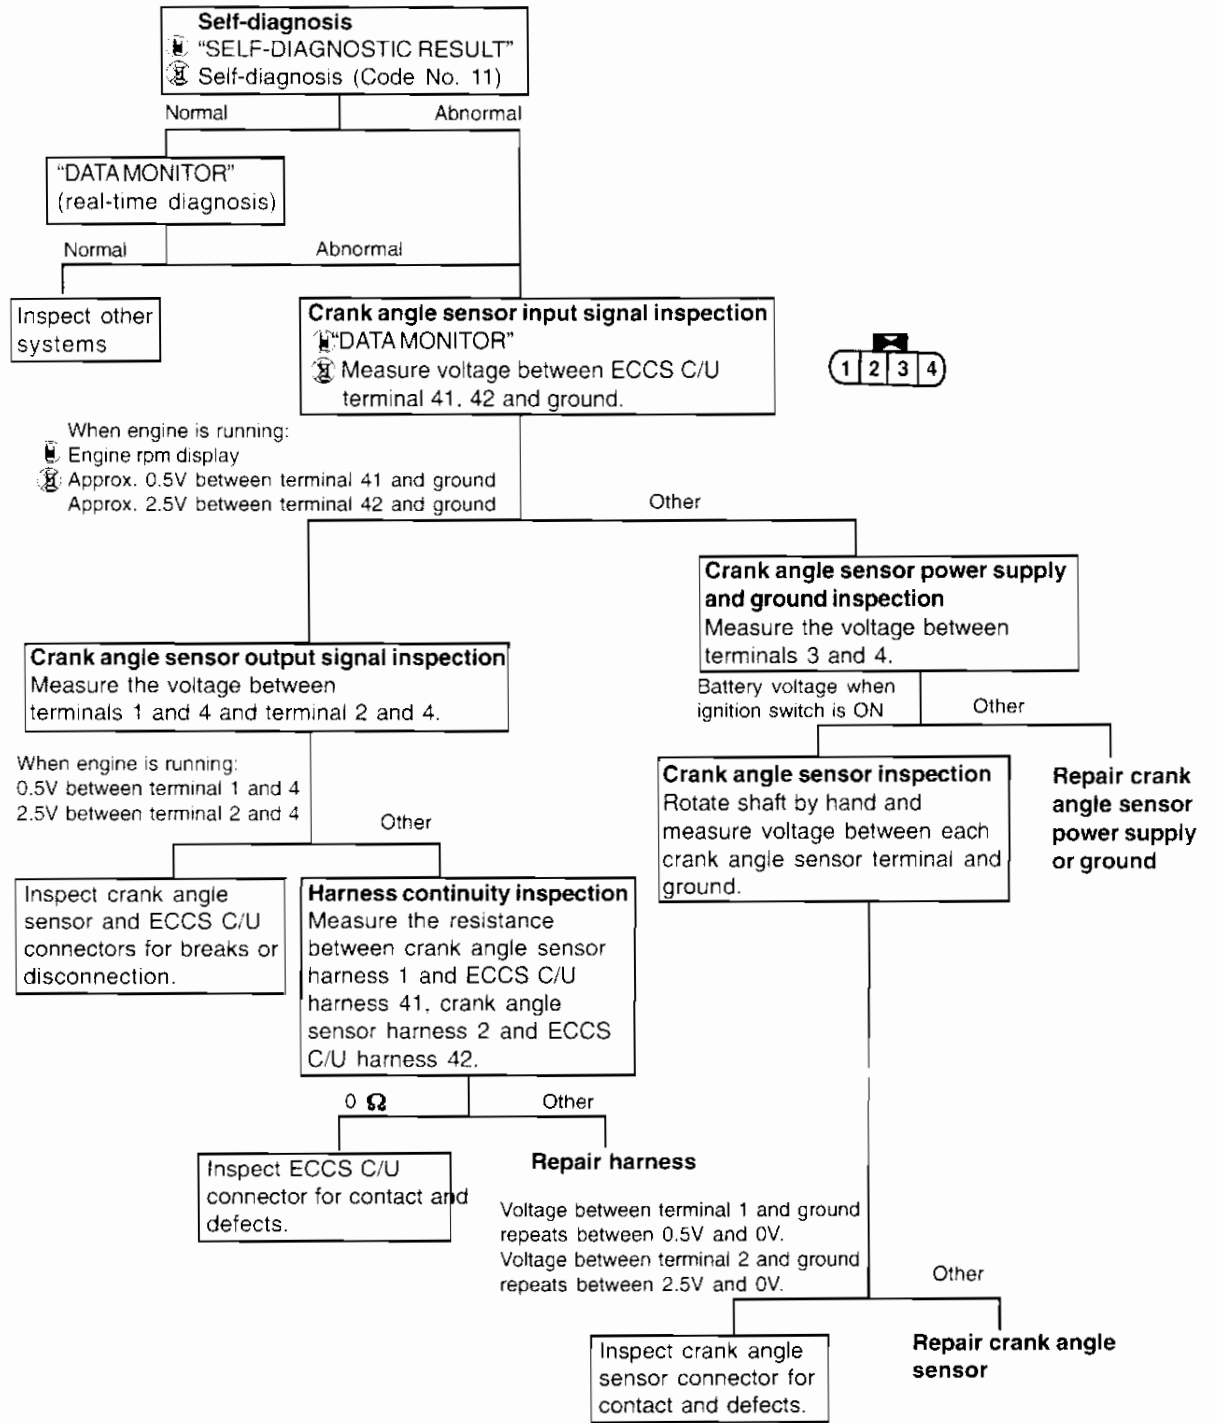 Self-diagnosis
"SELF-DIAGNOSTIC RESULT"
Self-diagnosis (Code No. 11)
Normal
Abnormal
"DATA MONITOR"
(real-time diagnosis)
Normal
Abnormal
Inspect other
systems
Crank angle sensor input signal inspection
"DATA MONITOR"
Measure voltage between ECCS C/U
terminal 41, 42 and ground.
1 2 3 4
When engine is running:
Engine rpm display
Approx. 0.5V between terminal 41 and ground
Approx. 2.5V between terminal 42 and ground
Other
Crank angle sensor power supply
and ground inspection
Measure the voltage between
terminals 3 and 4.
Crank angle sensor output signal inspection
Measure the voltage between
terminals 1 and 4 and terminal 2 and 4.
Battery voltage when
ignition switch is ON
Other
When engine is running:
0.5V between terminal 1 and 4
2.5V between terminal 2 and 4
Other
Crank angle sensor inspection
Rotate shaft by hand and
measure voltage between each
crank angle sensor terminal and
ground.
Repair crank
angle sensor
power supply
or ground
Inspect crank angle
sensor and ECCS C/U
connectors for breaks or
disconnection.
Harness continuity inspection
Measure the resistance
between crank angle sensor
harness 1 and ECCS C/U
harness 41, crank angle
sensor harness 2 and ECCS
C/U harness 42.
0 Ω
Other
Inspect ECCS C/U
connector for contact and
defects.
Repair harness
Voltage between terminal 1 and ground
repeats between 0.5V and 0V.
Voltage between terminal 2 and ground
repeats between 2.5V and 0V.
Other
Inspect crank angle
sensor connector for
contact and defects.
Repair crank angle
sensor